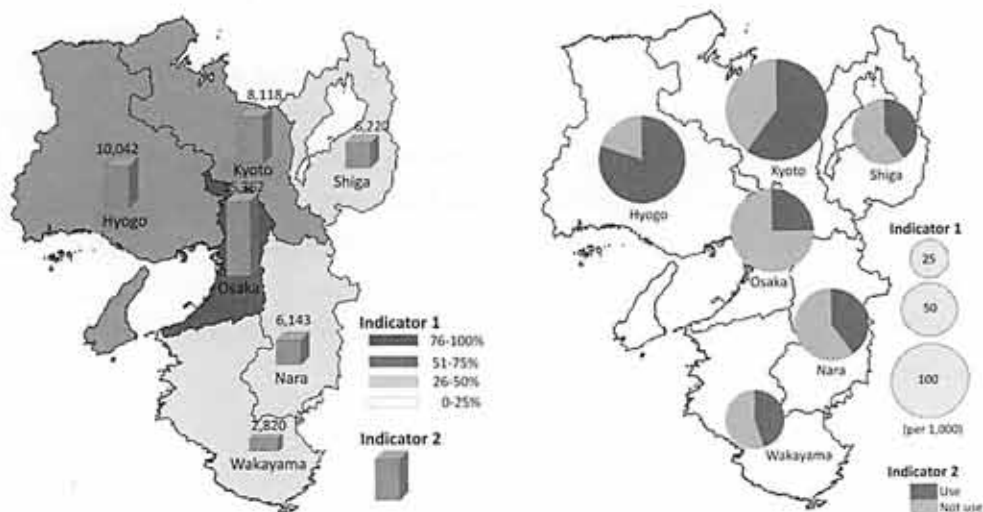 8,118
6,220
10,042
Kyoto
Shiga
Hyogo
Osaka
6,143
Nara
2,820
Wakayama
Indicator 1
76-100%
51-75%
26-50%
0-25%
Indicator 2
Kyoto
Shiga
Hyogo
Osaka
Nara
Wakayama
Indicator 1
25
50
100
(per 1,000)
Indicator 2
Use
Not use